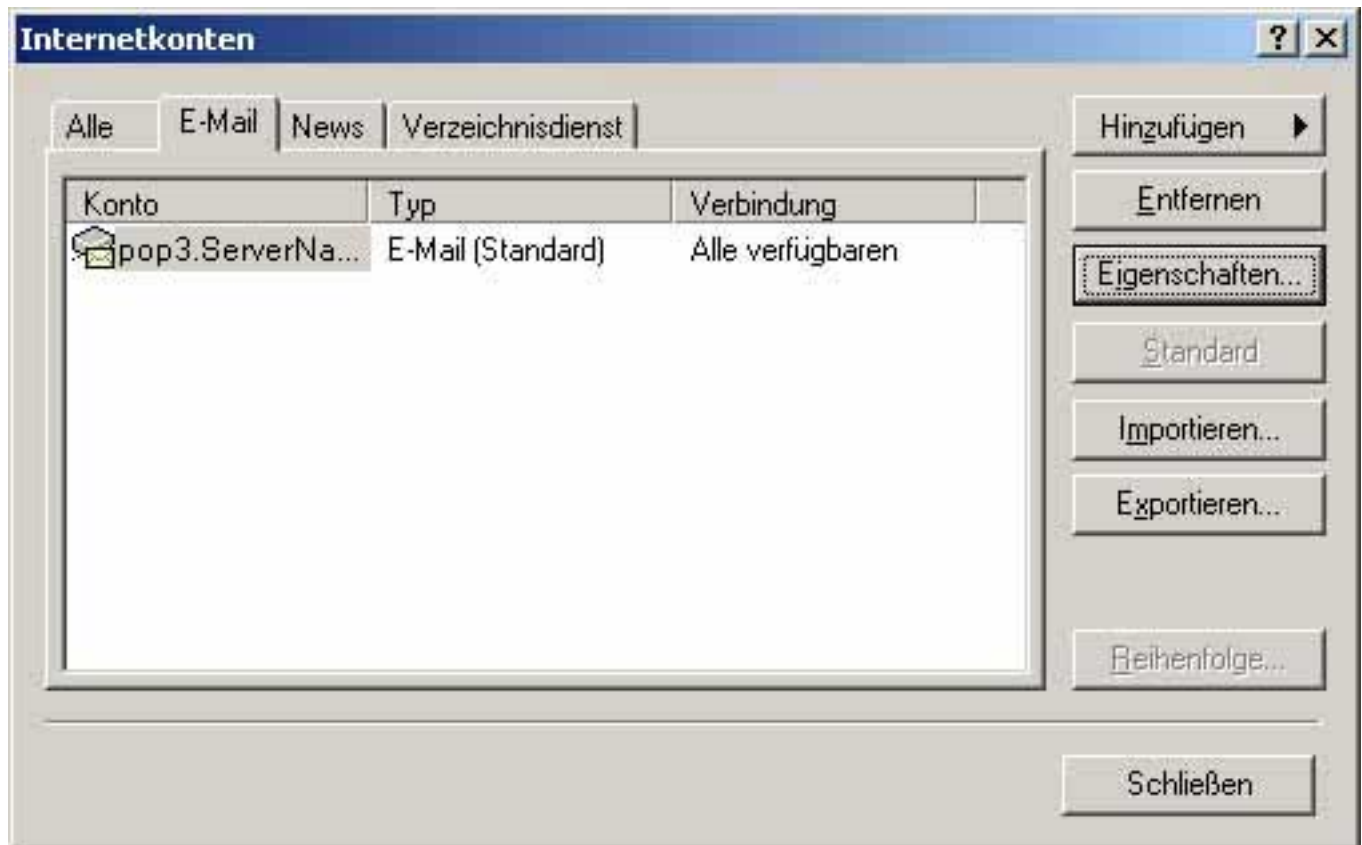 Internetkonten
Alle E-Mail News Verzeichnisdienst
Hinzufügen
Konto Typ Verbindung
Entfernen
pop3.ServerNa... E-Mail (Standard) Alle verfügbaren
Eigenschaften...
Standard
Importieren...
Exportieren...
Reihenfolge...
Schließen